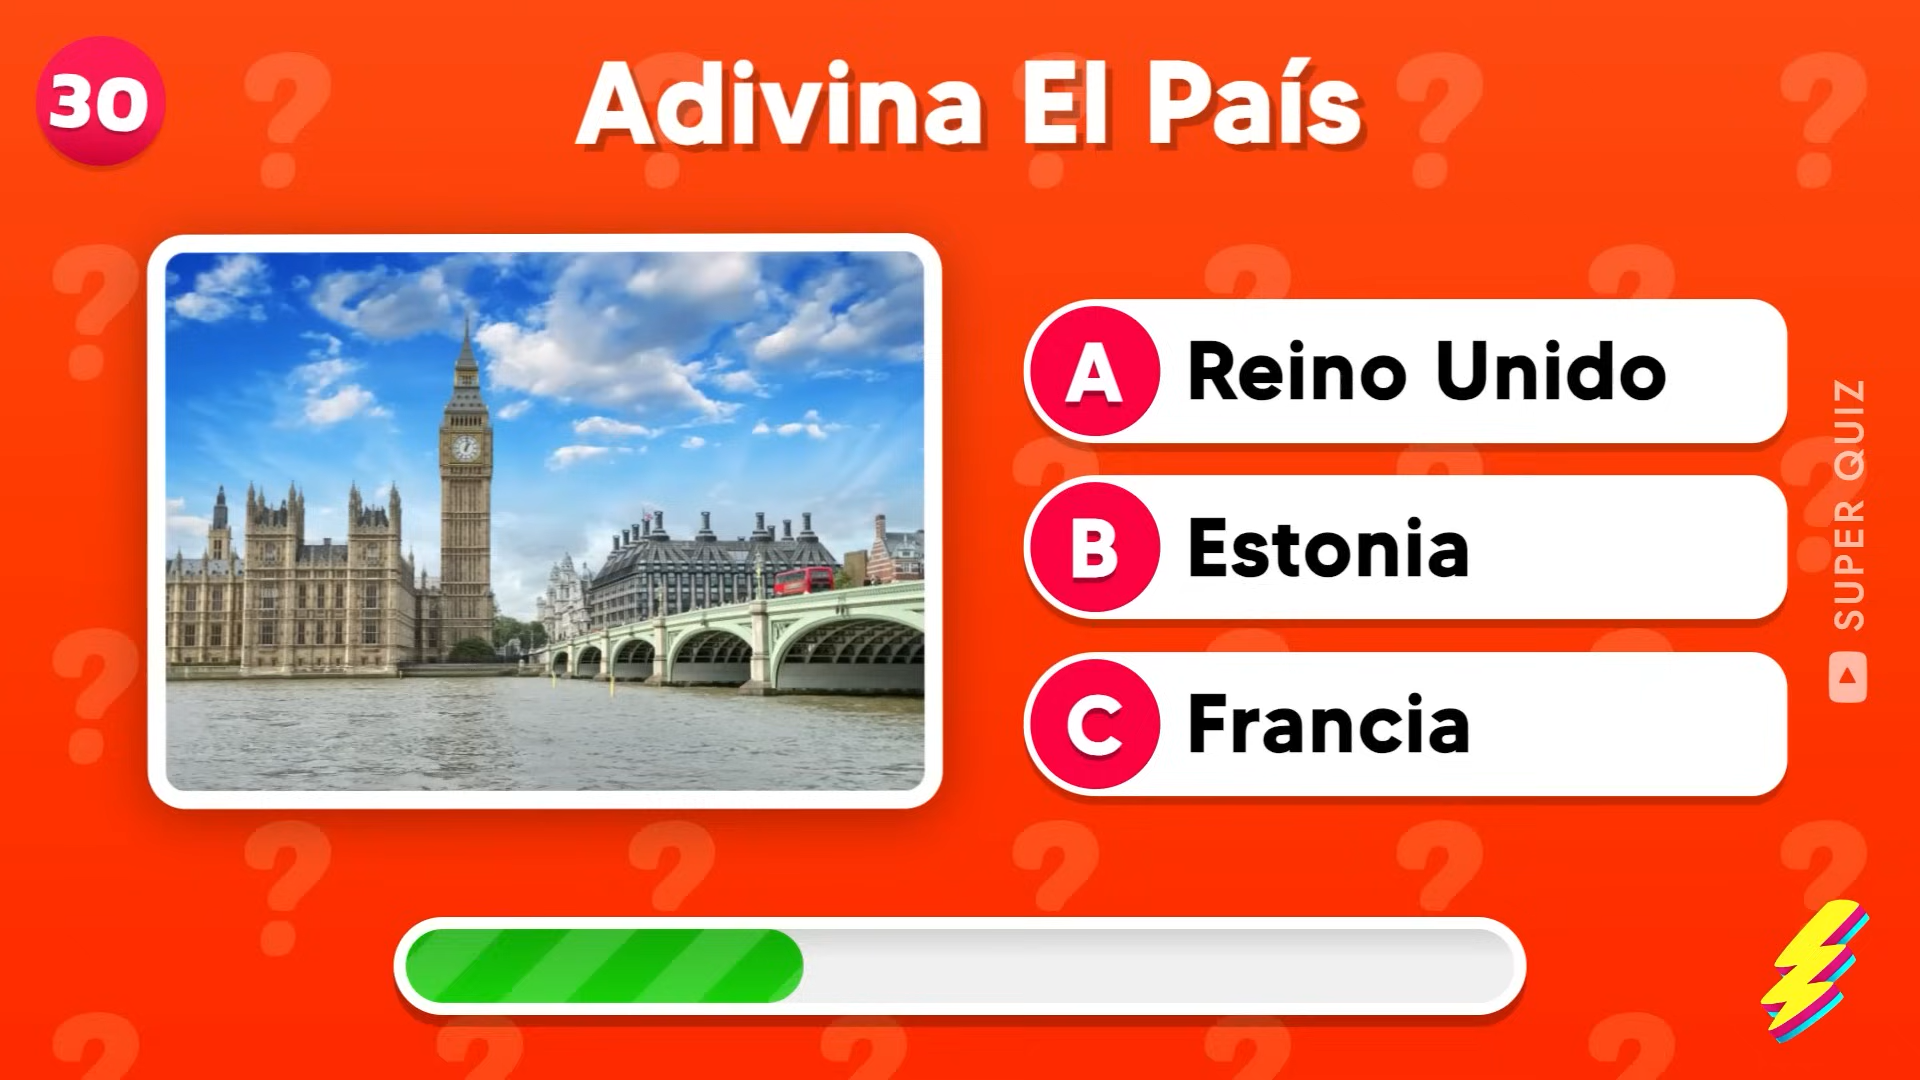 30
Adivina El País
A Reino Unido
B Estonia
C Francia
SUPER QUIZ